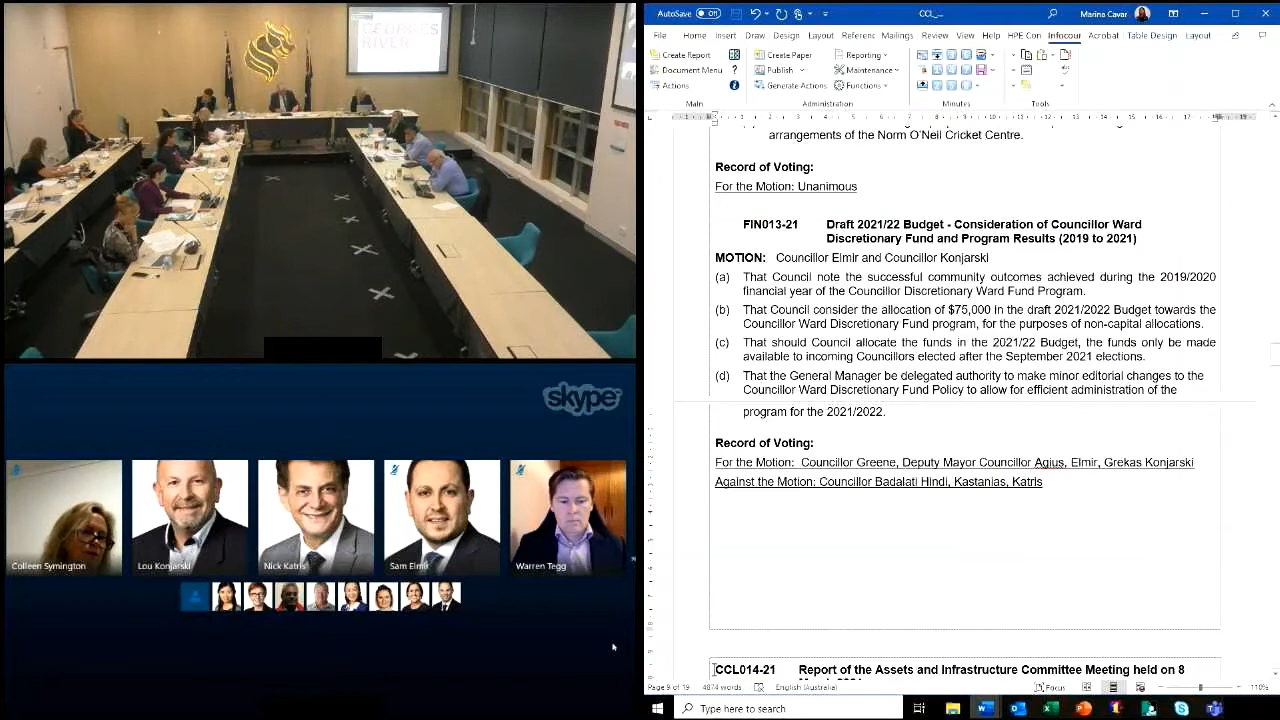 GEORGES
RIVER
skype
Colleen Symington
Lou Konjarski
Nick Katris
Sam Elmir
Warren Tegg
AutoSave Off
CCL_...
Marina Cavar
File Home Insert Draw Design Layout Referenc Mailings Review View Help HPE Con Infocoun Acrobat Table Design Layout
Create Report
Document Menu
Actions
Main
Create Paper
Publish
Generate Actions
Reporting
Maintenance
Functions
Administration
Minutes
Tools
arrangements of the Norm O'Neil Cricket Centre.
Record of Voting:
For the Motion: Unanimous
FIN013-21 Draft 2021/22 Budget - Consideration of Councillor Ward
Discretionary Fund and Program Results (2019 to 2021)
MOTION: Councillor Elmir and Councillor Konjarski
(a) That Council note the successful community outcomes achieved during the 2019/2020
financial year of the Councillor Discretionary Ward Fund Program.
(b) That Council consider the allocation of $75,000 in the draft 2021/2022 Budget towards the
Councillor Ward Discretionary Fund program, for the purposes of non-capital allocations.
(c) That should Council allocate the funds in the 2021/22 Budget, the funds only be made
available to incoming Councillors elected after the September 2021 elections.
(d) That the General Manager be delegated authority to make minor editorial changes to the
Councillor Ward Discretionary Fund Policy to allow for efficient administration of the
program for the 2021/2022.
Record of Voting:
For the Motion: Councillor Greene, Deputy Mayor Councillor Agius, Elmir, Grekas Konjarski
Against the Motion: Councillor Badalati Hindi, Kastanias, Katris
CCL014-21 Report of the Assets and Infrastructure Committee Meeting held on 8
Page 9 of 19 4874 words English (Australia) Focus 110%
Type here to search